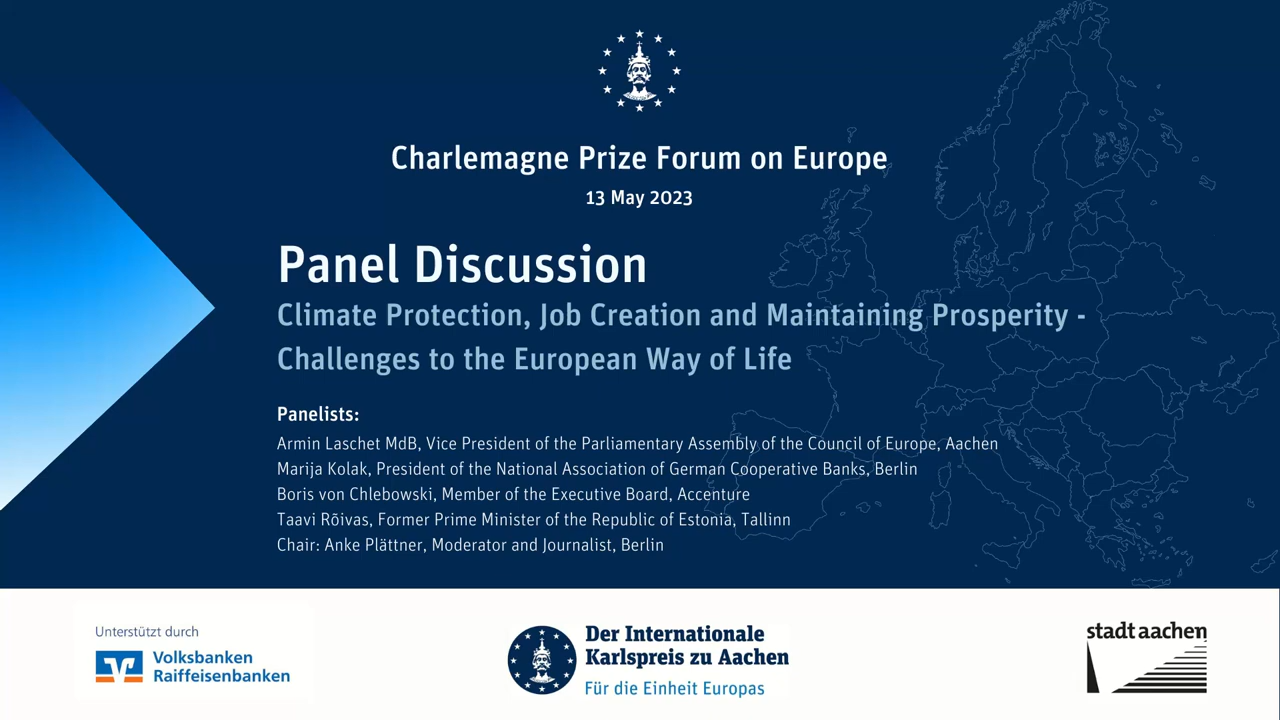 Charlemagne Prize Forum on Europe
13 May 2023
Panel Discussion
Climate Protection, Job Creation and Maintaining Prosperity -
Challenges to the European Way of Life
Panelists:
Armin Laschet MdB, Vice President of the Parliamentary Assembly of the Council of Europe, Aachen
Marija Kolak, President of the National Association of German Cooperative Banks, Berlin
Boris von Chlebowski, Member of the Executive Board, Accenture
Taavi Rõivas, Former Prime Minister of the Republic of Estonia, Tallinn
Chair: Anke Plättner, Moderator and Journalist, Berlin
Unterstützt durch
Volksbanken
Raiffeisenbanken
Der Internationale
Karlspreis zu Aachen
Für die Einheit Europas
stadt aachen